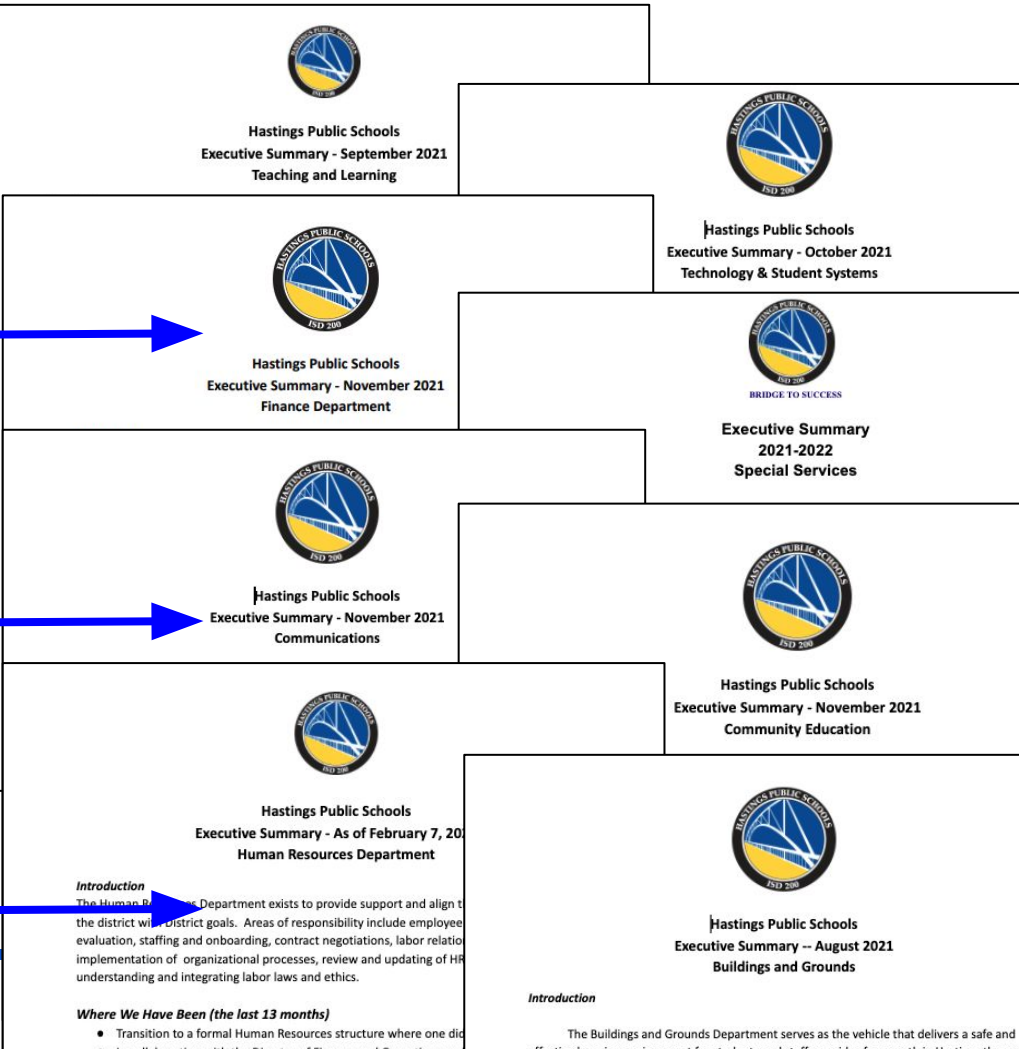 ISD 200
Hastings Public Schools
Executive Summary - September 2021
Teaching and Learning
HASTINGS PUBLIC SCHOOLS
ISD 200
Hastings Public Schools
Executive Summary - October 2021
Technology & Student Systems
HASTINGS PUBLIC SCHOOLS
ISD 200
Hastings Public Schools
Executive Summary - November 2021
Finance Department
HASTINGS PUBLIC SCHOOLS
ISD 200
BRIDGE TO SUCCESS
Executive Summary
2021-2022
Special Services
HASTINGS PUBLIC SCHOOLS
ISD 200
Hastings Public Schools
Executive Summary - November 2021
Communications
HASTINGS PUBLIC SCHOOLS
ISD 200
Hastings Public Schools
Executive Summary - November 2021
Community Education
HASTINGS PUBLIC SCHOOLS
ISD 200
Hastings Public Schools
Executive Summary - As of February 7,
Human Resources Department
Introduction
The Human Department exists to provide support and align
the district District goals. Areas of responsibility include employee
evaluation, staffing and onboarding, contract negotiations, labor
implementation of organizational processes, review and updating of HR
understanding and integrating labor laws and ethics.
Where We Have Been (the last 13 months)
● Transition to a formal Human Resources structure where one
HASTINGS PUBLIC SCHOOLS
ISD 200
Hastings Public Schools
Executive Summary -- August 2021
Buildings and Grounds
Introduction
The Buildings and Grounds Department serves as the vehicle that delivers a safe and